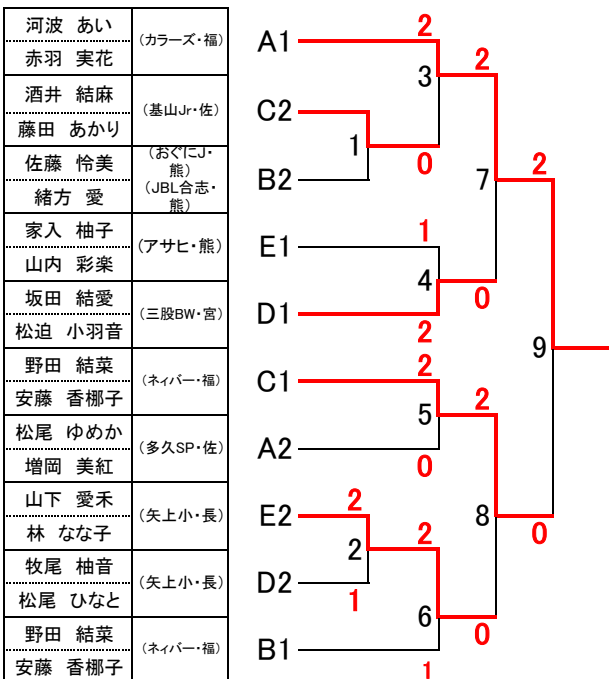 河波 あい
赤羽 実花
(カラーズ・福)
A1
酒井 結麻
藤田 あかり
(基山Jr・佐)
C2
佐藤 怜美
緒方 愛
(おぐにJ・
熊)
(JBL合志・
熊)
B2
家入 柚子
山内 彩楽
(アサヒ・熊)
E1
坂田 結愛
松迫 小羽音
(三股BW・宮)
D1
野田 結菜
安藤 香梛子
(ネィバー・福)
C1
松尾 ゆめか
増岡 美紅
(多久SP・佐)
A2
山下 愛禾
林 なな子
(矢上小・長)
E2
牧尾 柚音
松尾 ひなと
(矢上小・長)
D2
野田 結菜
安藤 香梛子
(ネィバー・福)
B1
2
3
2
1
0
7
2
1
4
0
2
9
2
5
2
0
8
0
2
2
2
1
6
0
1